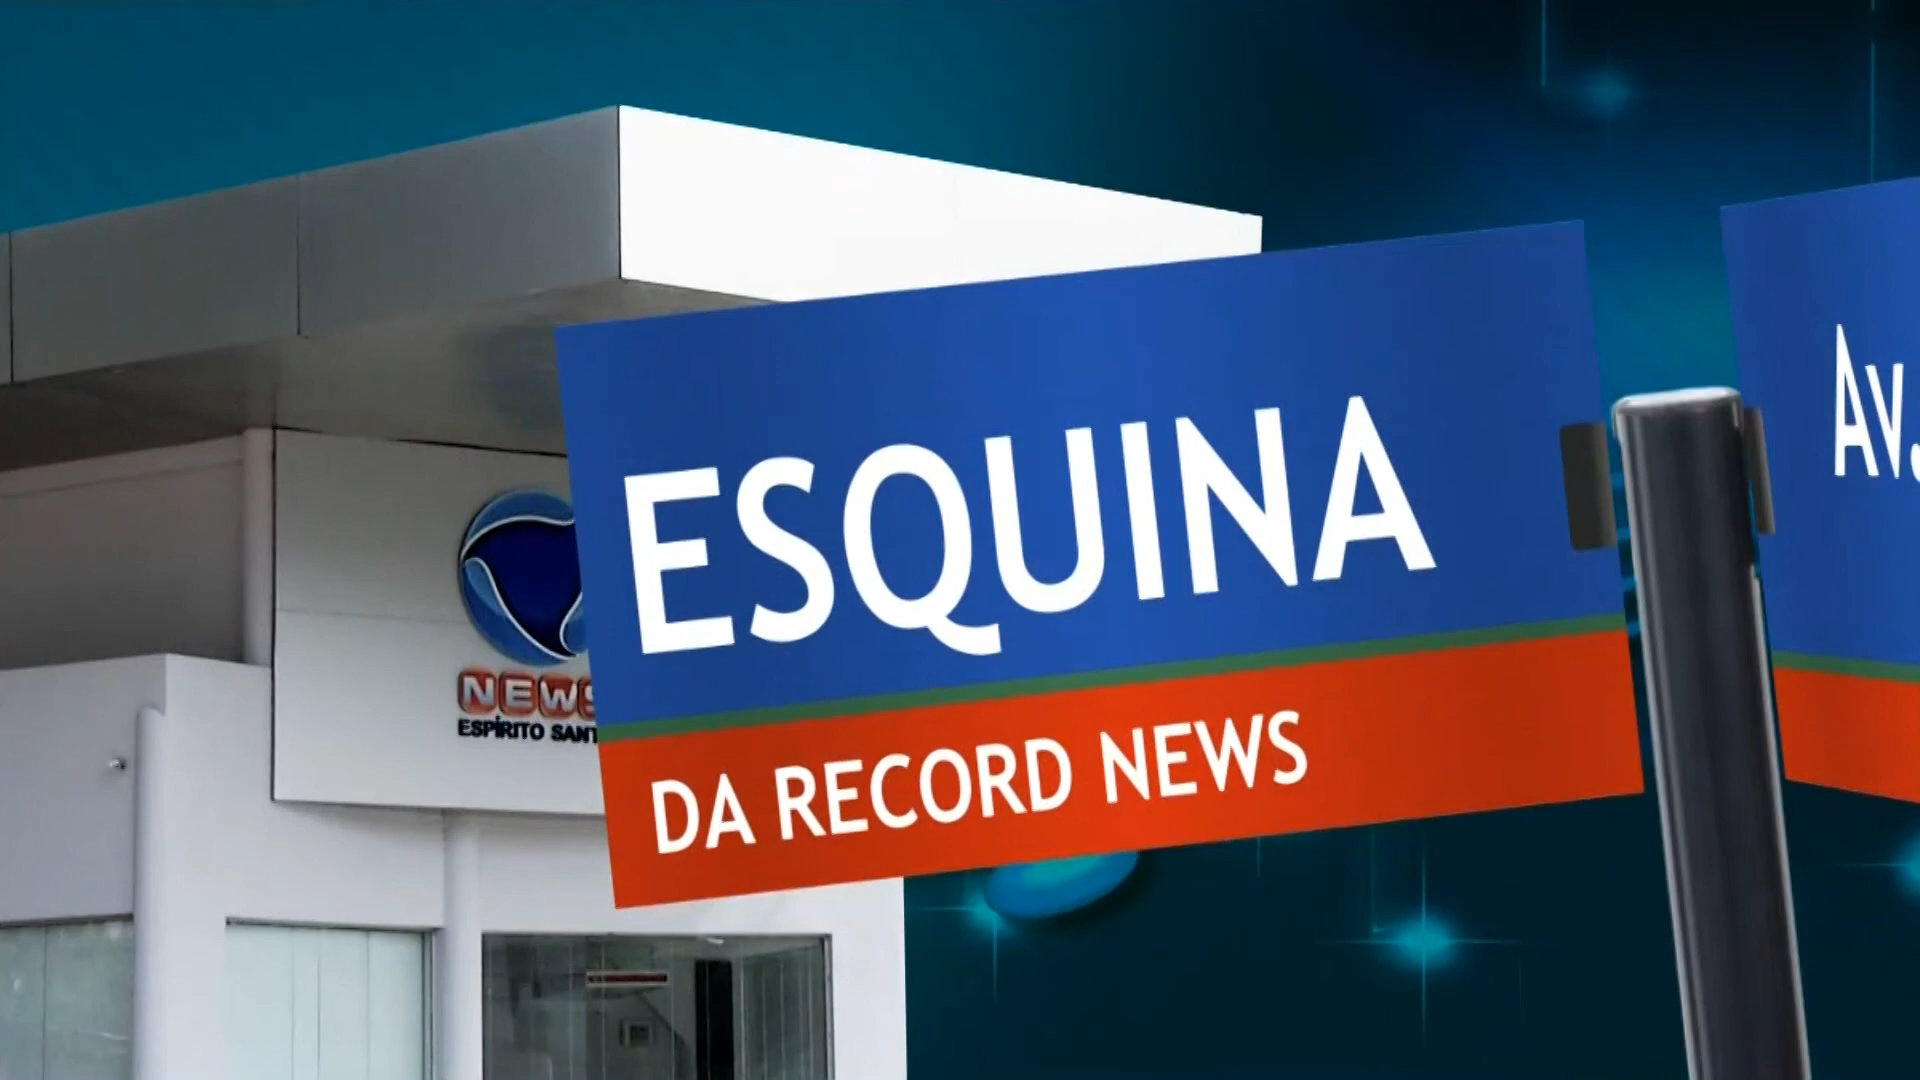 ESQUINA
DA RECORD NEWS
Av.
NEWS
ESPÍRITO SANT